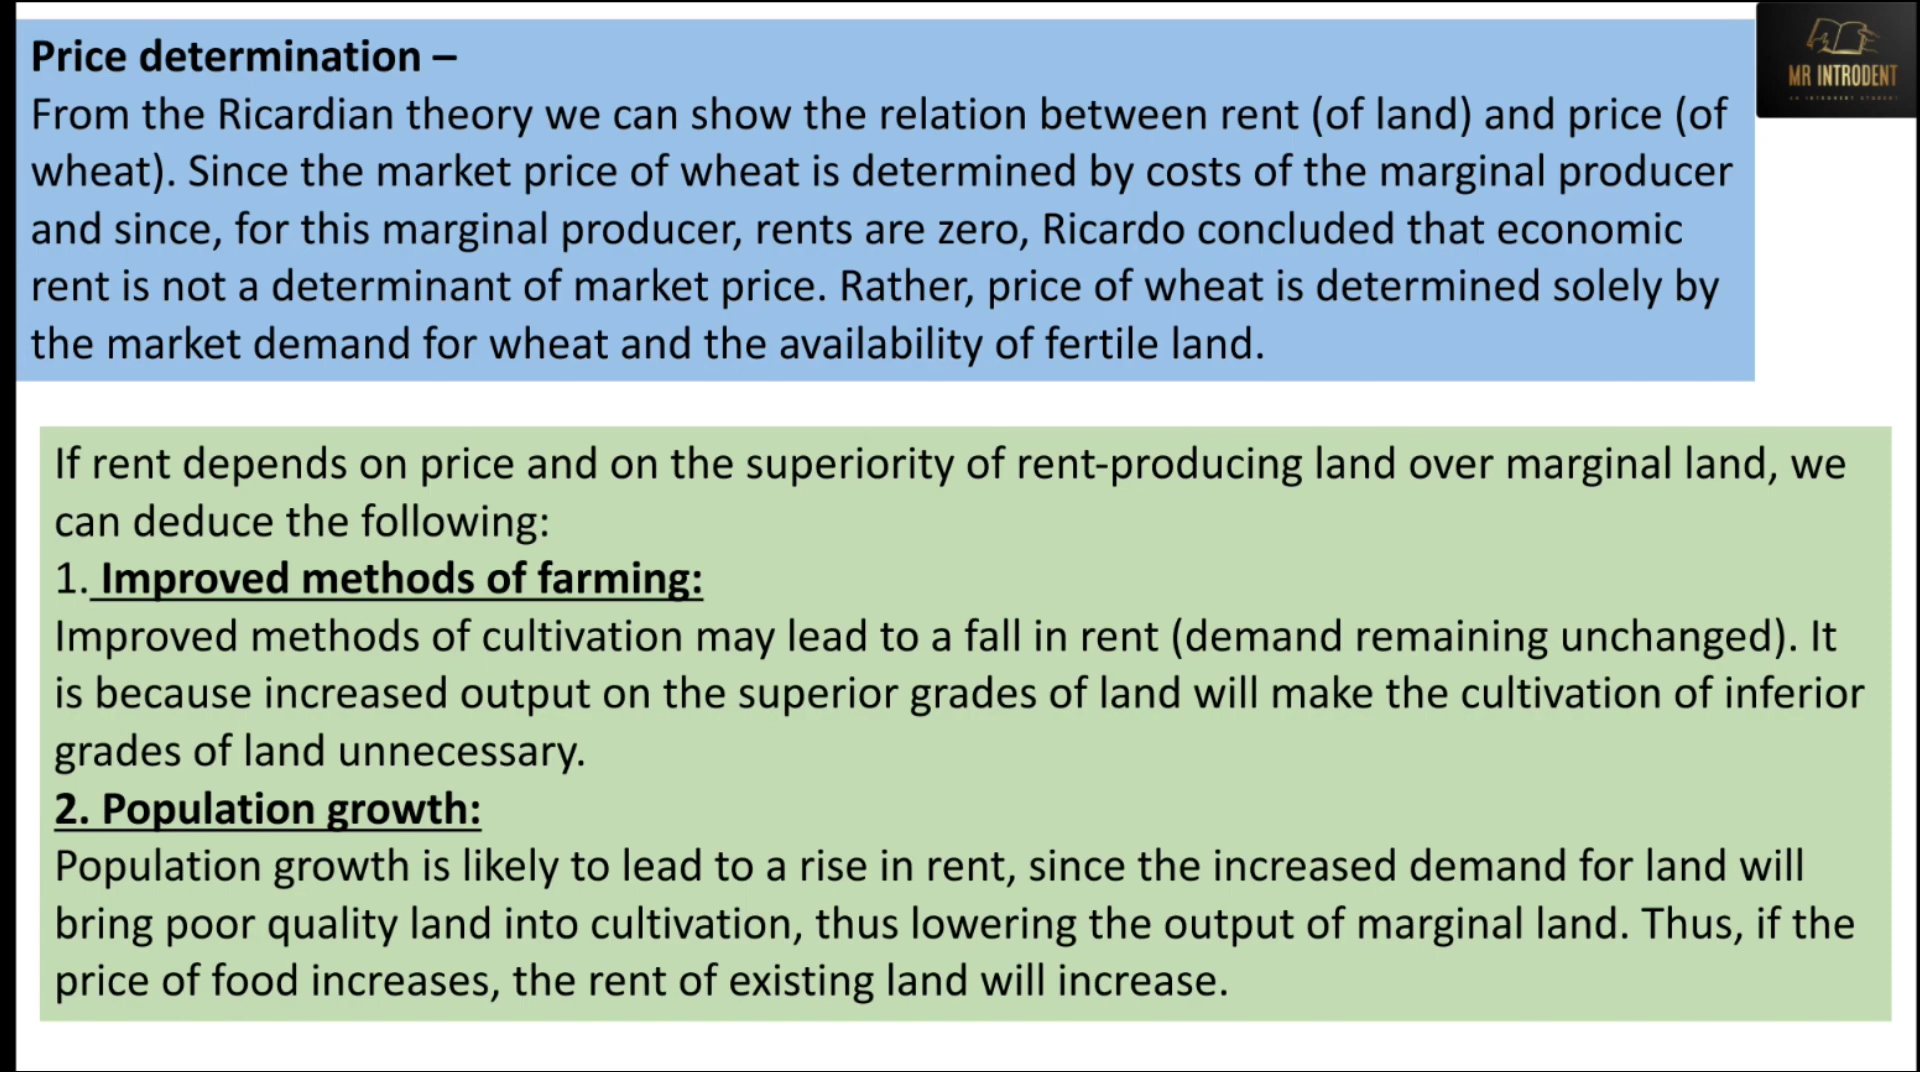 Price determination –
From the Ricardian theory we can show the relation between rent (of land) and price (of
wheat). Since the market price of wheat is determined by costs of the marginal producer
and since, for this marginal producer, rents are zero, Ricardo concluded that economic
rent is not a determinant of market price. Rather, price of wheat is determined solely by
the market demand for wheat and the availability of fertile land.
MR INTRODENT
AN INTROVERT STUDENT
If rent depends on price and on the superiority of rent-producing land over marginal land, we
can deduce the following:
1. Improved methods of farming:
Improved methods of cultivation may lead to a fall in rent (demand remaining unchanged). It
is because increased output on the superior grades of land will make the cultivation of inferior
grades of land unnecessary.
2. Population growth:
Population growth is likely to lead to a rise in rent, since the increased demand for land will
bring poor quality land into cultivation, thus lowering the output of marginal land. Thus, if the
price of food increases, the rent of existing land will increase.